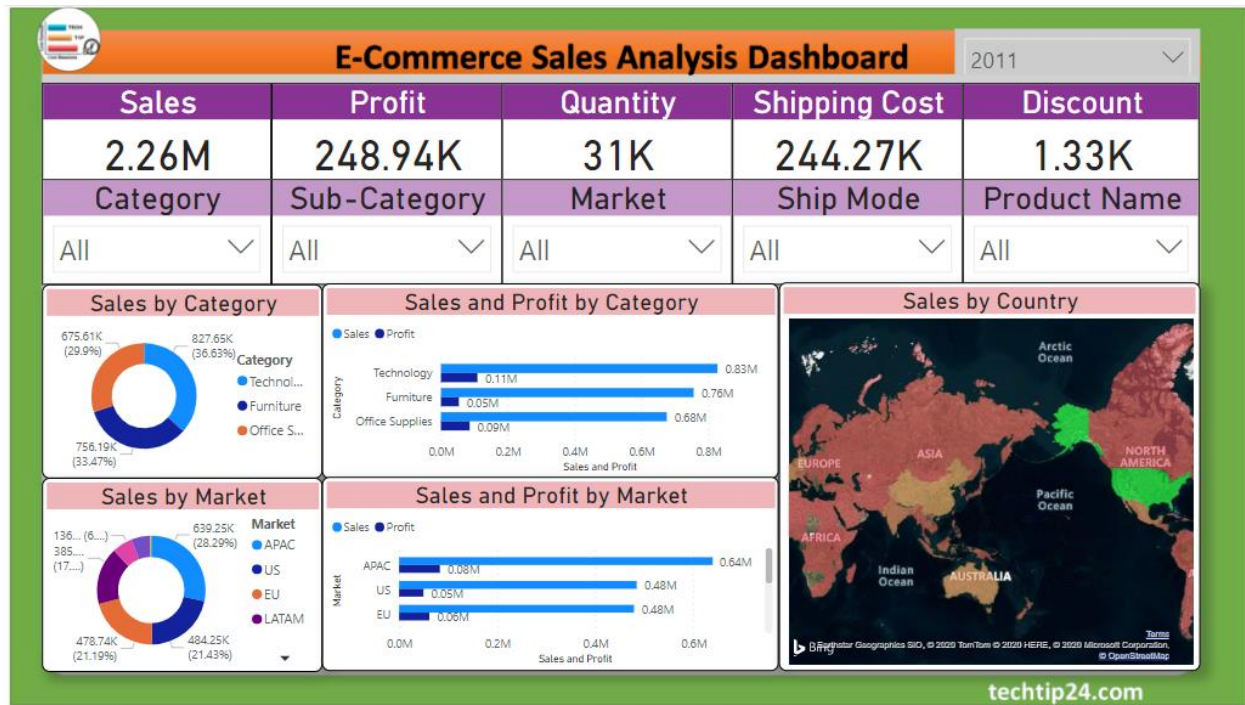 TECH
TIP
E-Commerce Sales Analysis Dashboard
2011
Sales Profit Quantity Shipping Cost Discount
2.26M 248.94K 31K 244.27K 1.33K
Category Sub-Category Market Ship Mode Product Name
All All All All All
Sales by Category
675.61K
(29.9%)
827.65K
(36.63%)
Category
Technol...
Furniture
Office S...
756.19K
(33.47%)
Sales and Profit by Category
Sales Profit
Category
Technology 0.83M
0.11M
Furniture 0.76M
0.05M
Office Supplies 0.68M
0.09M
0.0M 0.2M 0.4M 0.6M 0.8M
Sales and Profit
Sales by Country
Arctic
Ocean
EUROPE
ASIA
NORTH
AMERICA
Pacific
Ocean
AFRICA
Indian
Ocean
AUSTRALIA
Terms
Bing
© 2020 TomTom © 2020 HERE, © 2020 Microsoft Corporation,
© OpenStreetMap
Sales by Market
136... (6....)
385....
(17....)
639.25K
(28.29%)
Market
APAC
US
EU
LATAM
478.74K
(21.19%)
484.25K
(21.43%)
Sales and Profit by Market
Sales Profit
Market
APAC 0.64M
0.08M
US 0.48M
0.05M
EU 0.48M
0.06M
0.0M 0.2M 0.4M 0.6M
Sales and Profit
techtip24.com